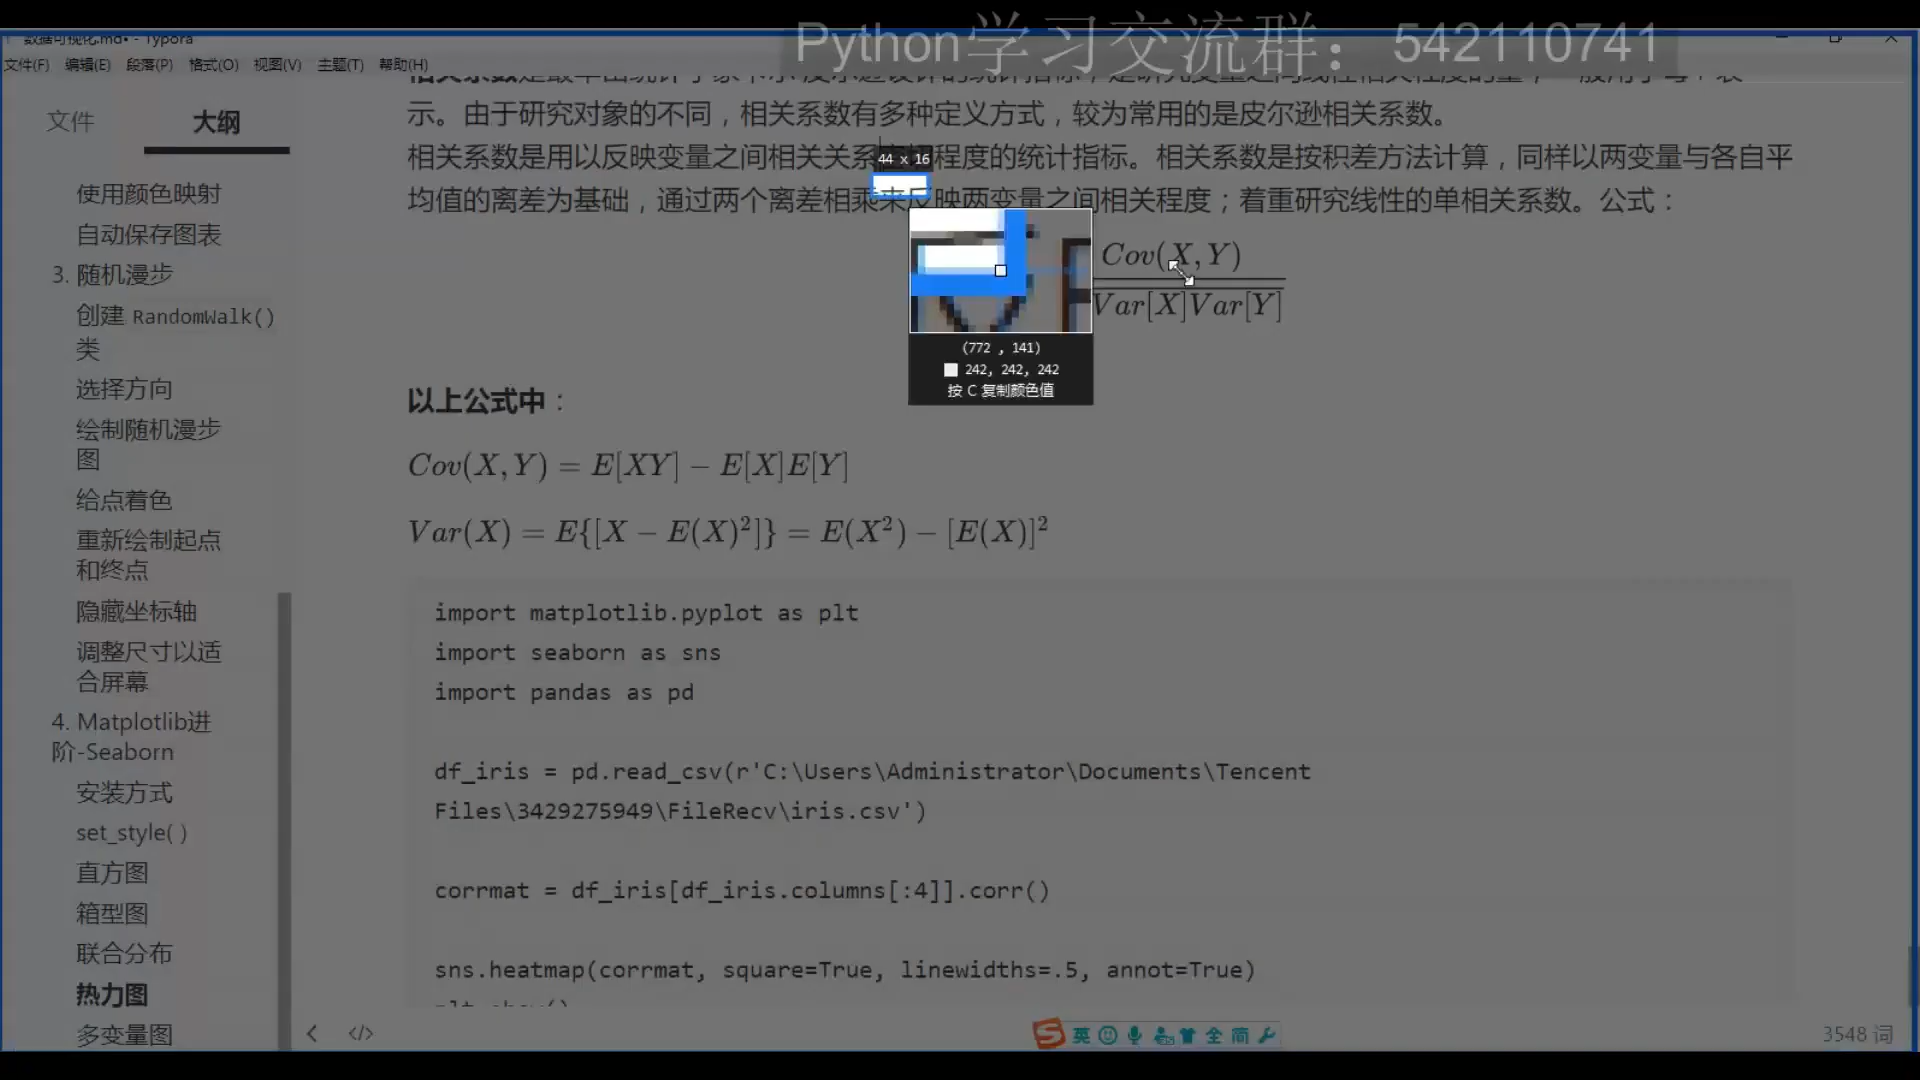 Python学习交流群： 542110741
数据可视化.md• - Typora
文件(F) 编辑(E) 段落(P) 格式(O) 视图(V) 主题(T) 帮助(H)
文件 大纲
使用颜色映射
自动保存图表
3. 随机漫步
创建 RandomWalk()
类
选择方向
绘制随机漫步
图
给点着色
重新绘制起点
和终点
隐藏坐标轴
调整尺寸以适
合屏幕
4. Matplotlib进
阶-Seaborn
安装方式
set_style( )
直方图
箱型图
联合分布
热力图
多变量图
示。由于研究对象的不同，相关系数有多种定义方式，较为常用的是皮尔逊相关系数。
相关系数是用以反映变量之间相关关系程度的统计指标。相关系数是按积差方法计算，同样以两变量与各自平
均值的离差为基础，通过两个离差相乘来反映两变量之间相关程度；着重研究线性的单相关系数。公式：
44 x 16
Cov(X, Y)
Var[X]Var[Y]
(772 , 141)
242, 242, 242
按 C 复制颜色值
以上公式中：
Cov(X, Y) = E[XY] − E[X]E[Y]
Var(X) = E{[X − E(X)²]} = E(X²) − [E(X)]²
import matplotlib.pyplot as plt
import seaborn as sns
import pandas as pd
df_iris = pd.read_csv(r'C:\Users\Administrator\Documents\Tencent
Files\3429275949\FileRecv\iris.csv')
corrmat = df_iris[df_iris.columns[:4]].corr()
sns.heatmap(corrmat, square=True, linewidths=.5, annot=True)
</>
英 全 简
3548 词